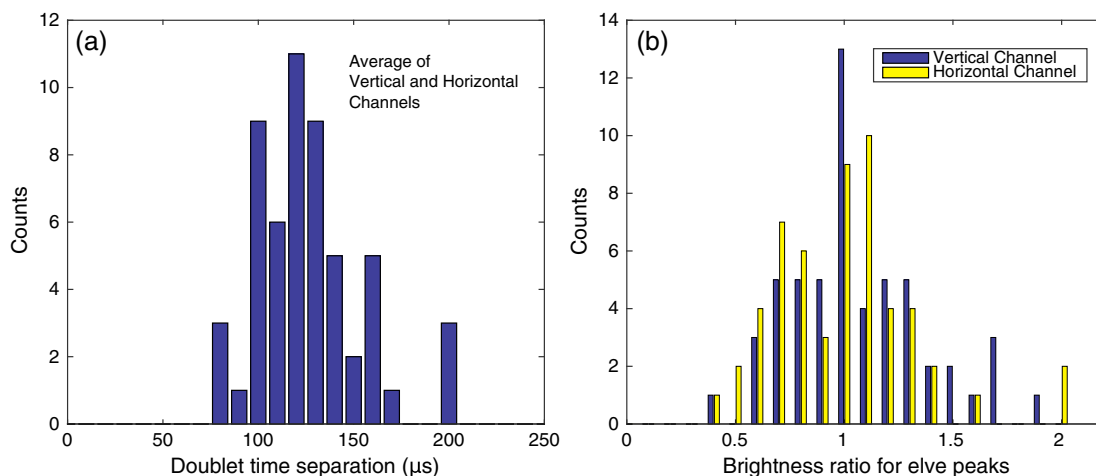 (a)
Average of
Vertical and Horizontal
Channels
Counts
12
10
8
6
4
2
0
0 50 100 150 200 250
Doublet time separation (μs)
(b)
Vertical Channel
Horizontal Channel
Counts
14
12
10
8
6
4
2
0
0 0.5 1 1.5 2
Brightness ratio for elve peaks